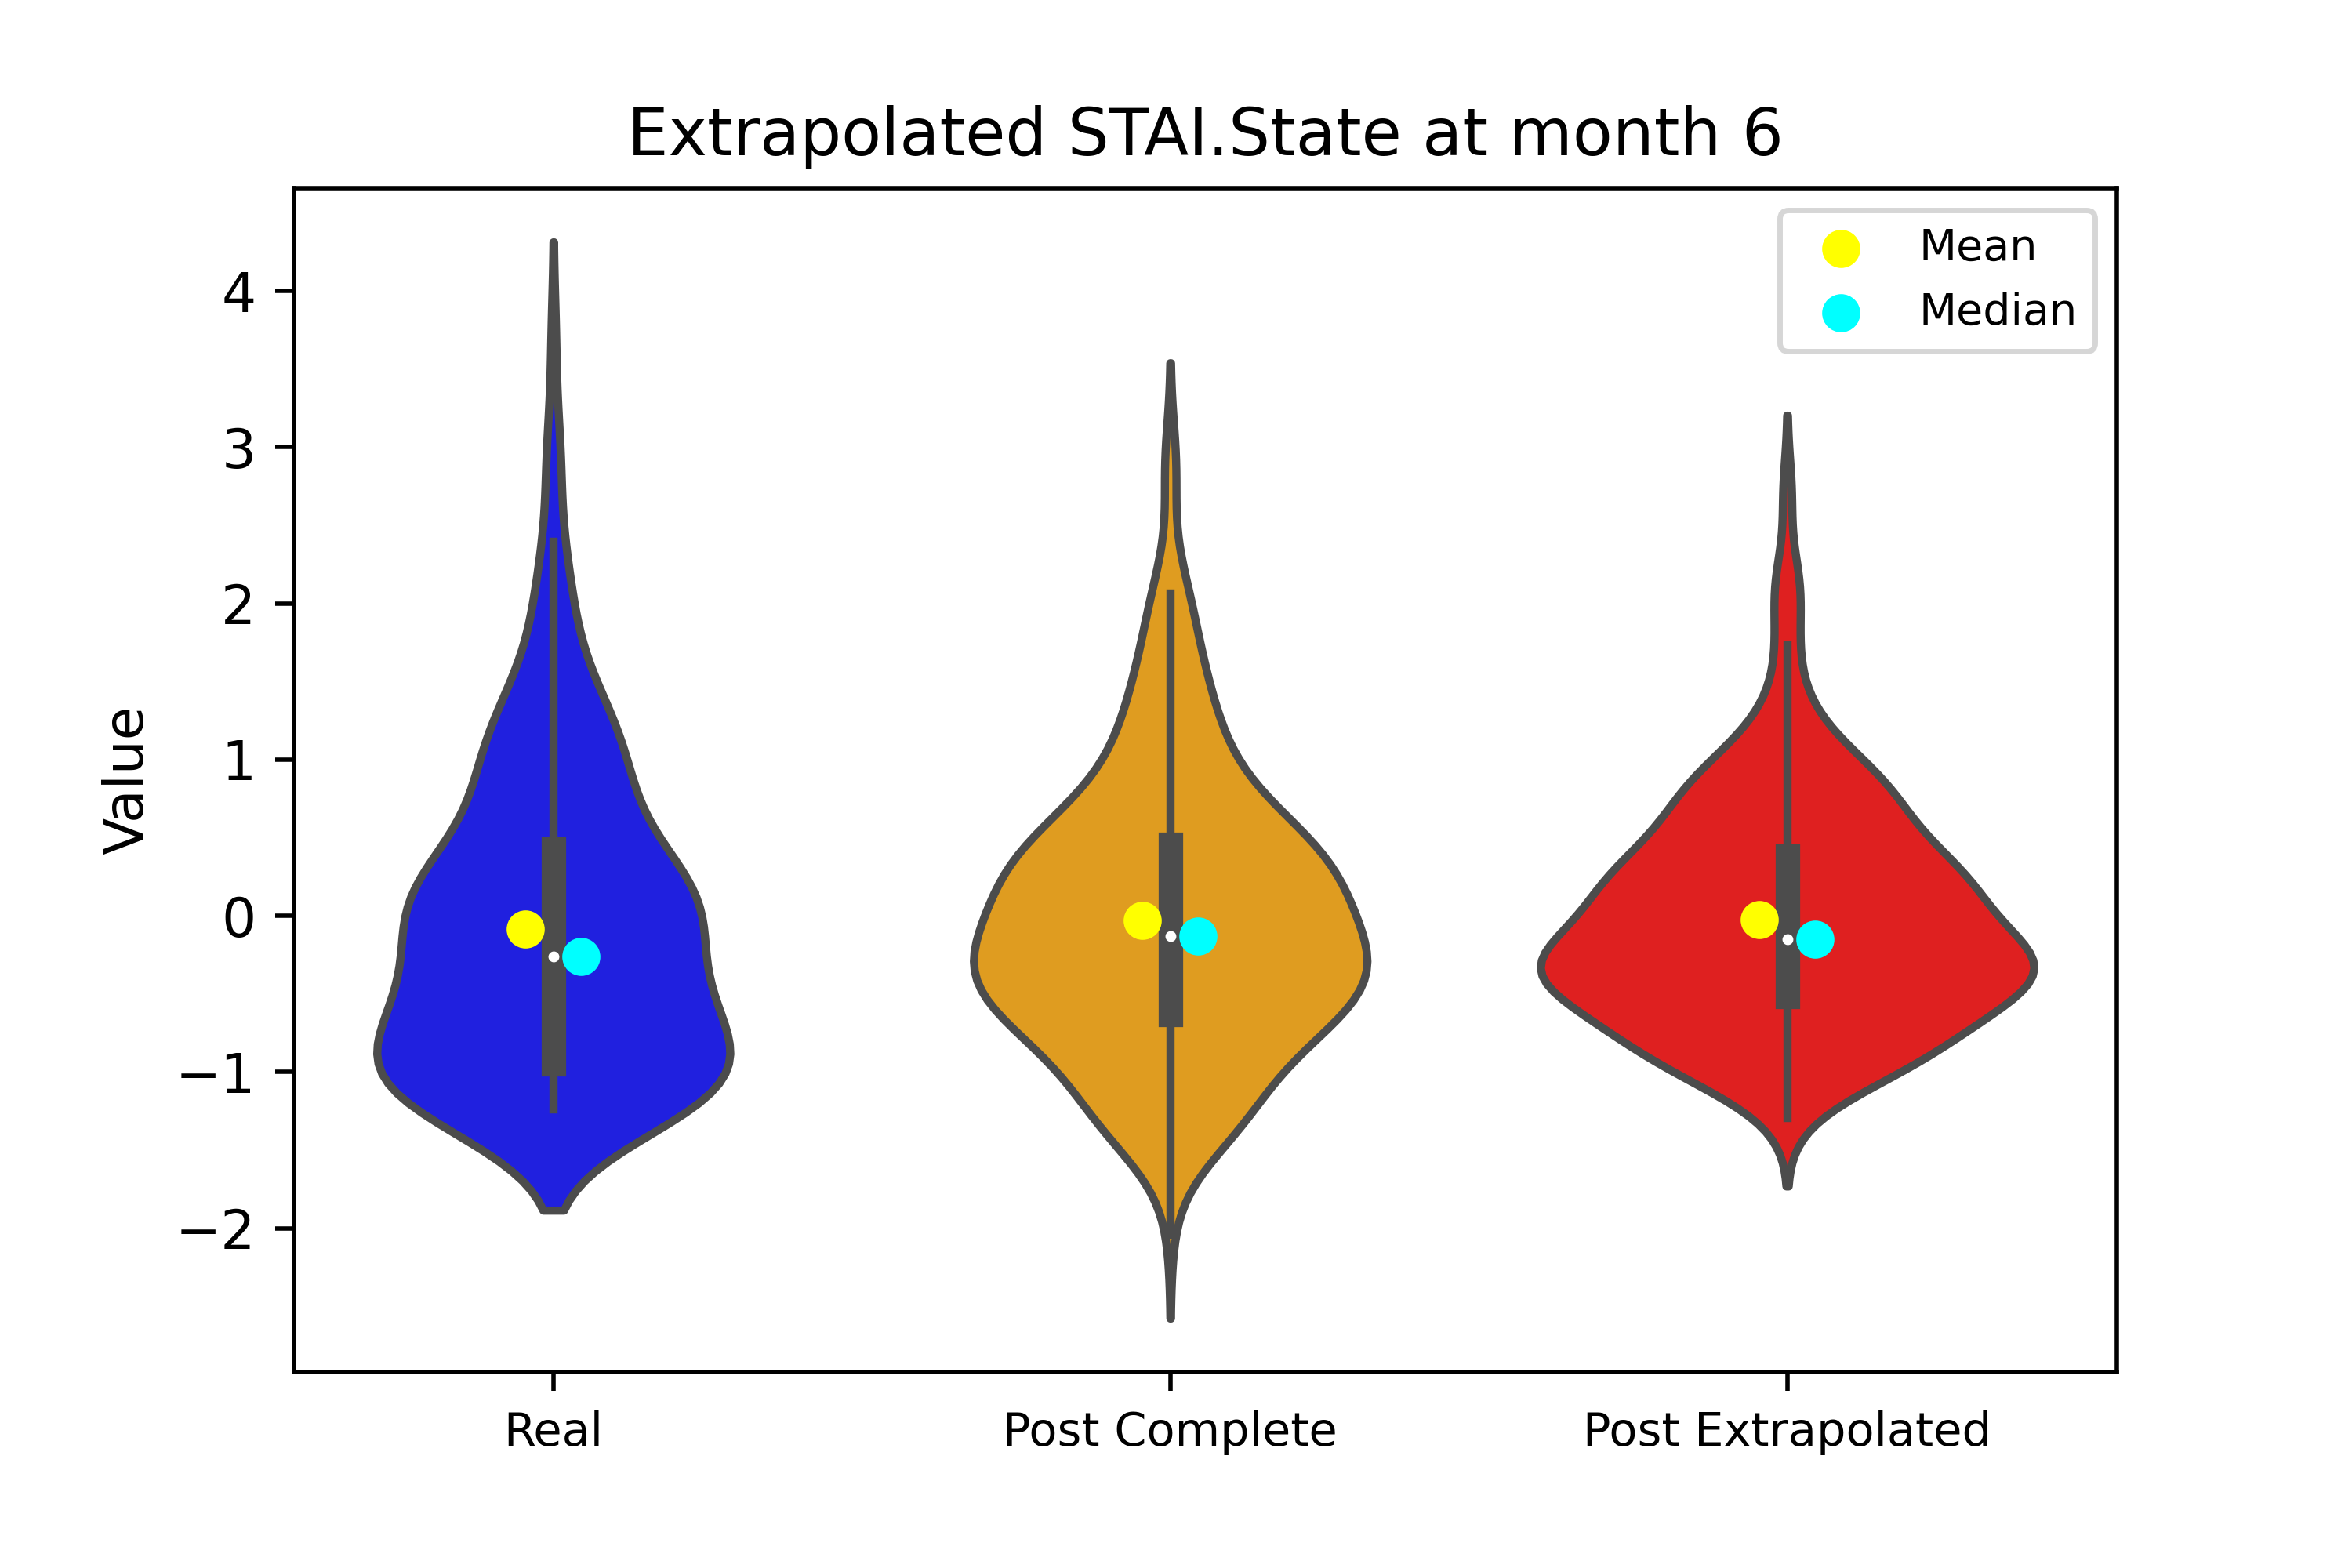 Extrapolated STAI.State at month 6
Mean
Median
4
3
2
1
0
−1
−2
Value
Real
Post Complete
Post Extrapolated